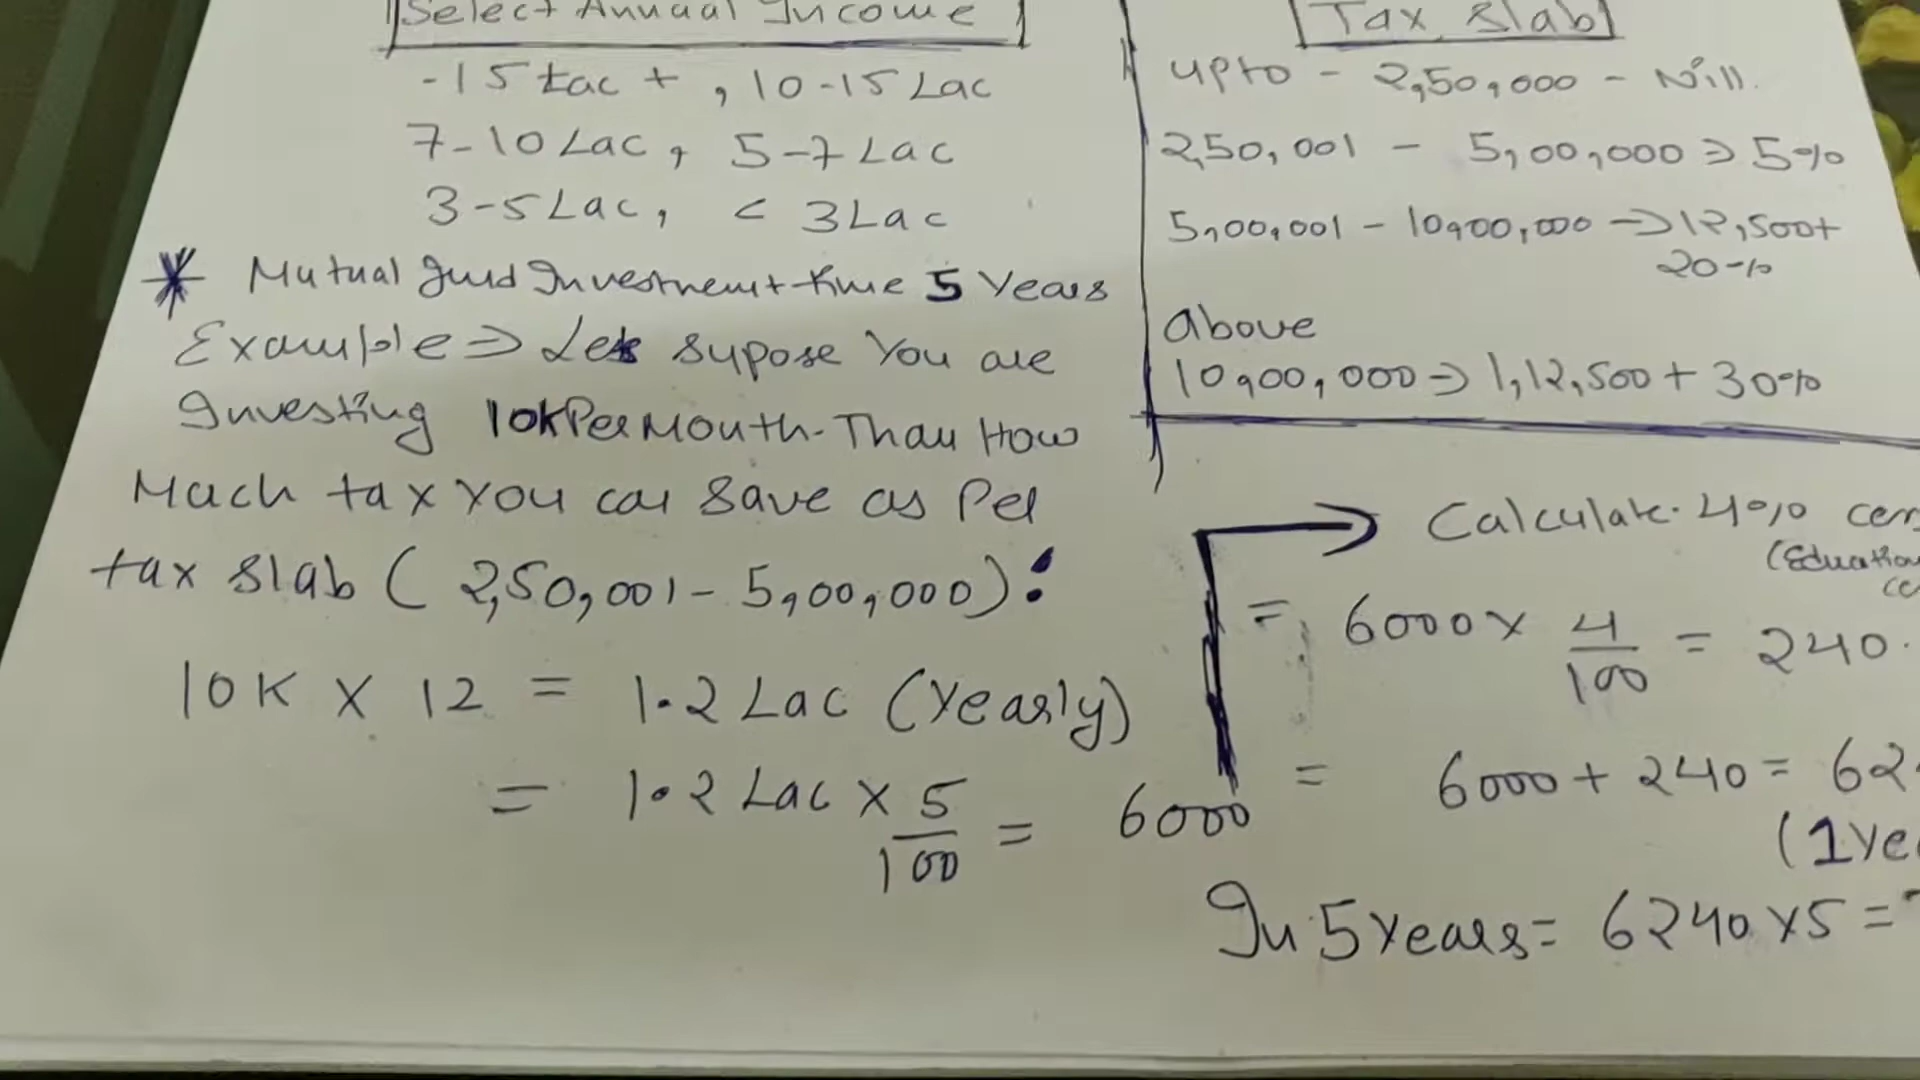 Select Annual Income
-15 Lac + , 10-15 Lac
7-10 Lac , 5-7 Lac
3-5 Lac, < 3 Lac
* Mutual fund Investment time 5 Years
Example => Lets supose You are
Investing 10k Per Month. Than How
Much tax you can Save as Per
tax slab ( 2,50,001 - 5,00,000) :
10K X 12 = 1.2 Lac (Yearly)
= 1.2 Lac X 5/100 = 6000
Tax Slab
upto - 2,50,000 - Nill.
2,50,001 - 5,00,000 => 5%
5,00,001 - 10,00,000 -> 12,500+
20%
Above
10,00,000 => 1,12,500 + 30%
Calculate 4%
= 6000 x 4/100 = 240.
= 6000 + 240 = 62
In 5 Years = 6240 x 5 =